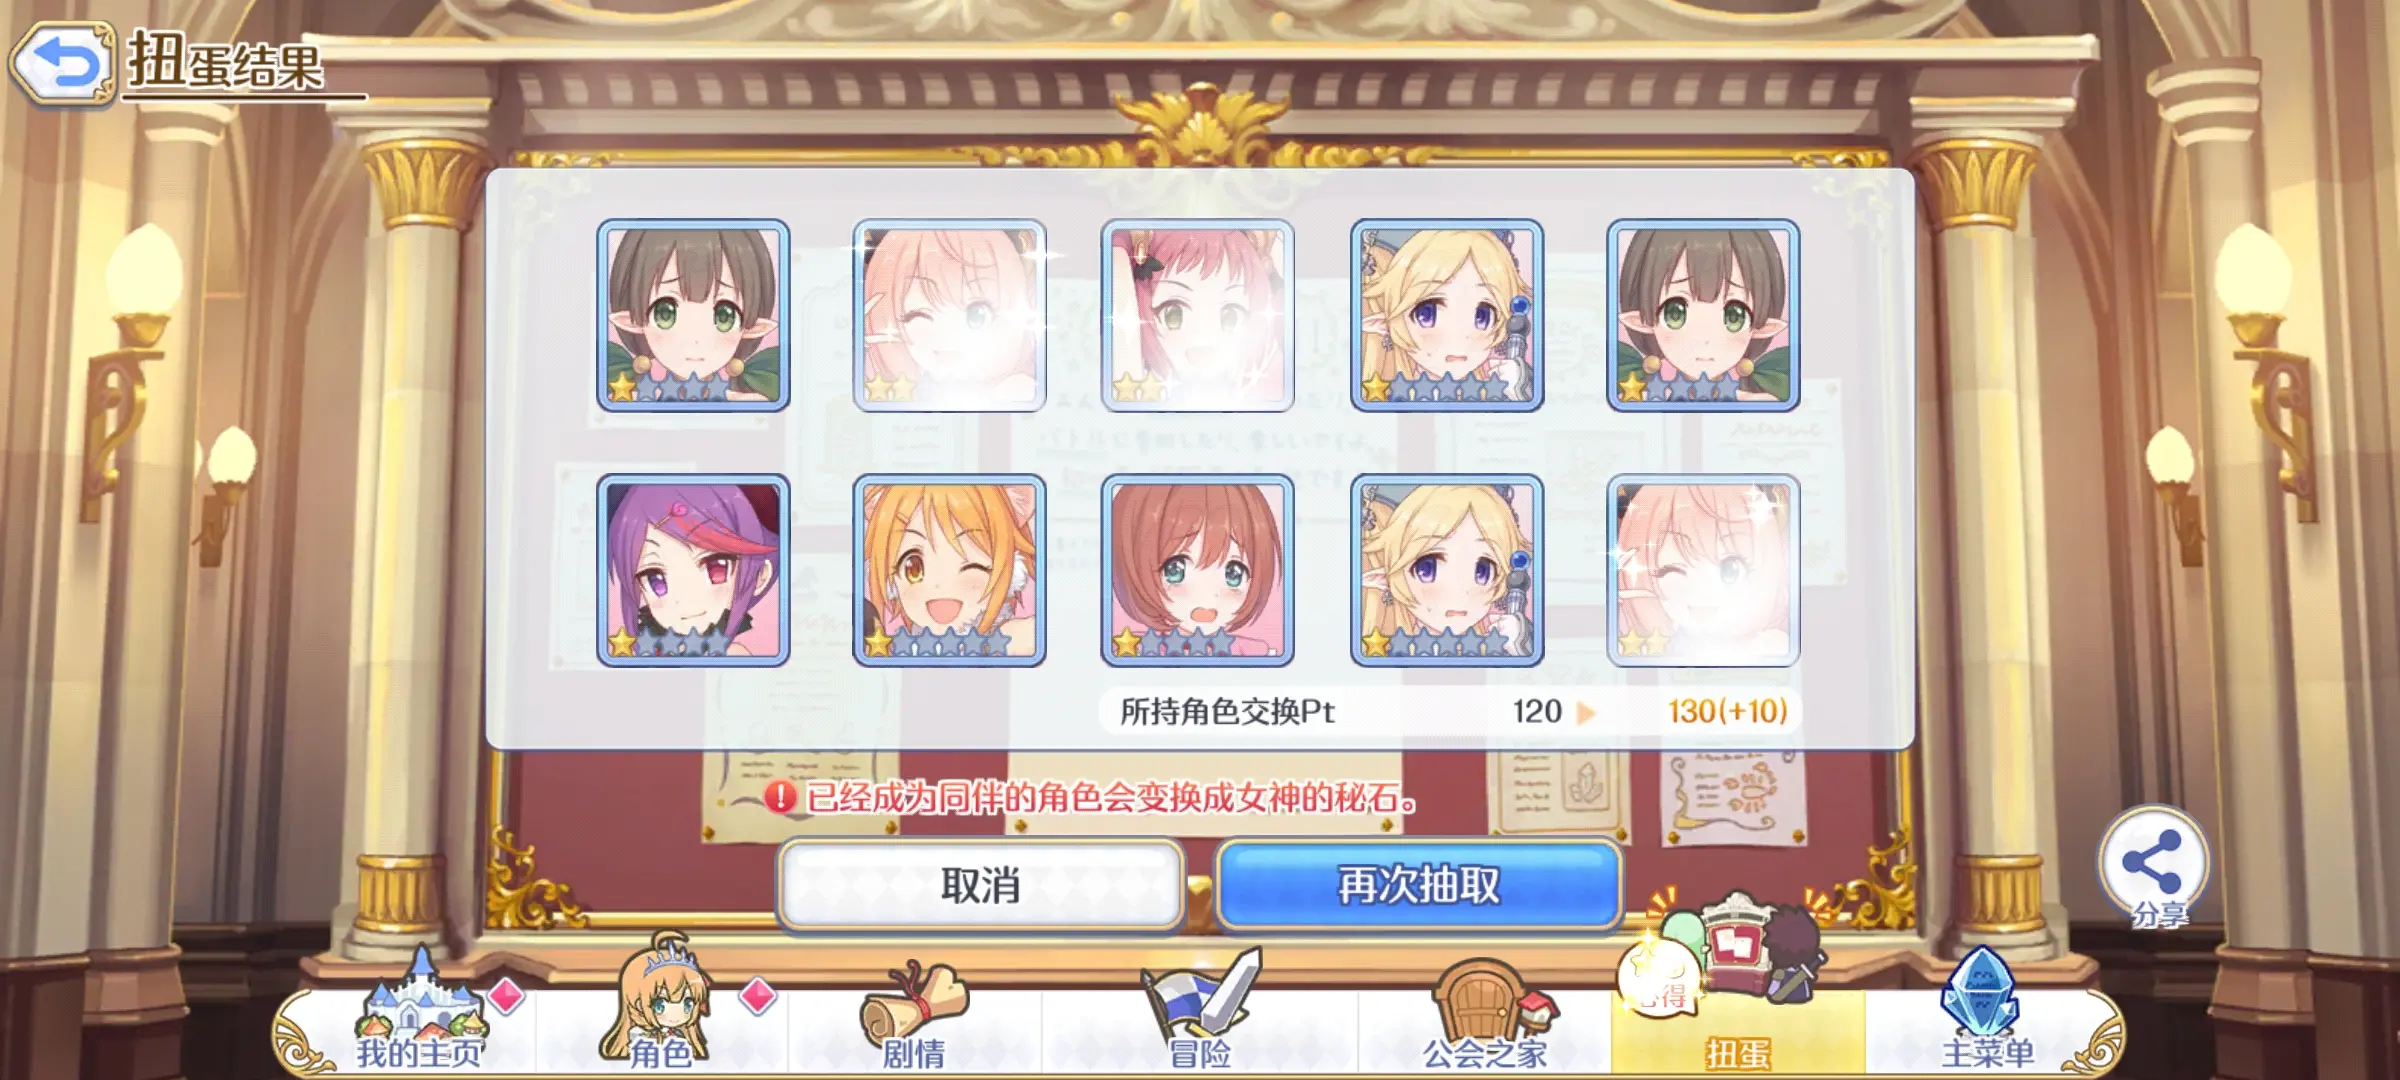 扭蛋结果
所持角色交换Pt 120 130(+10)
已经成为同伴的角色会变换成女神的秘石。
取消
再次抽取
分享
我的主页
角色
剧情
冒险
公会之家
扭蛋
主菜单